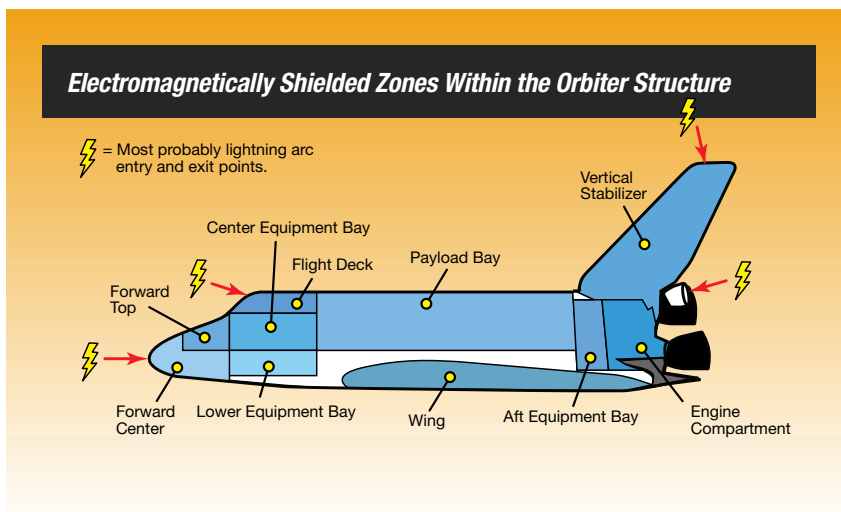 Electromagnetically Shielded Zones Within the Orbiter Structure
= Most probably lightning arc
entry and exit points.
Vertical
Stabilizer
Center Equipment Bay
Flight Deck
Payload Bay
Forward
Top
Forward
Center
Lower Equipment Bay
Wing
Aft Equipment Bay
Engine
Compartment